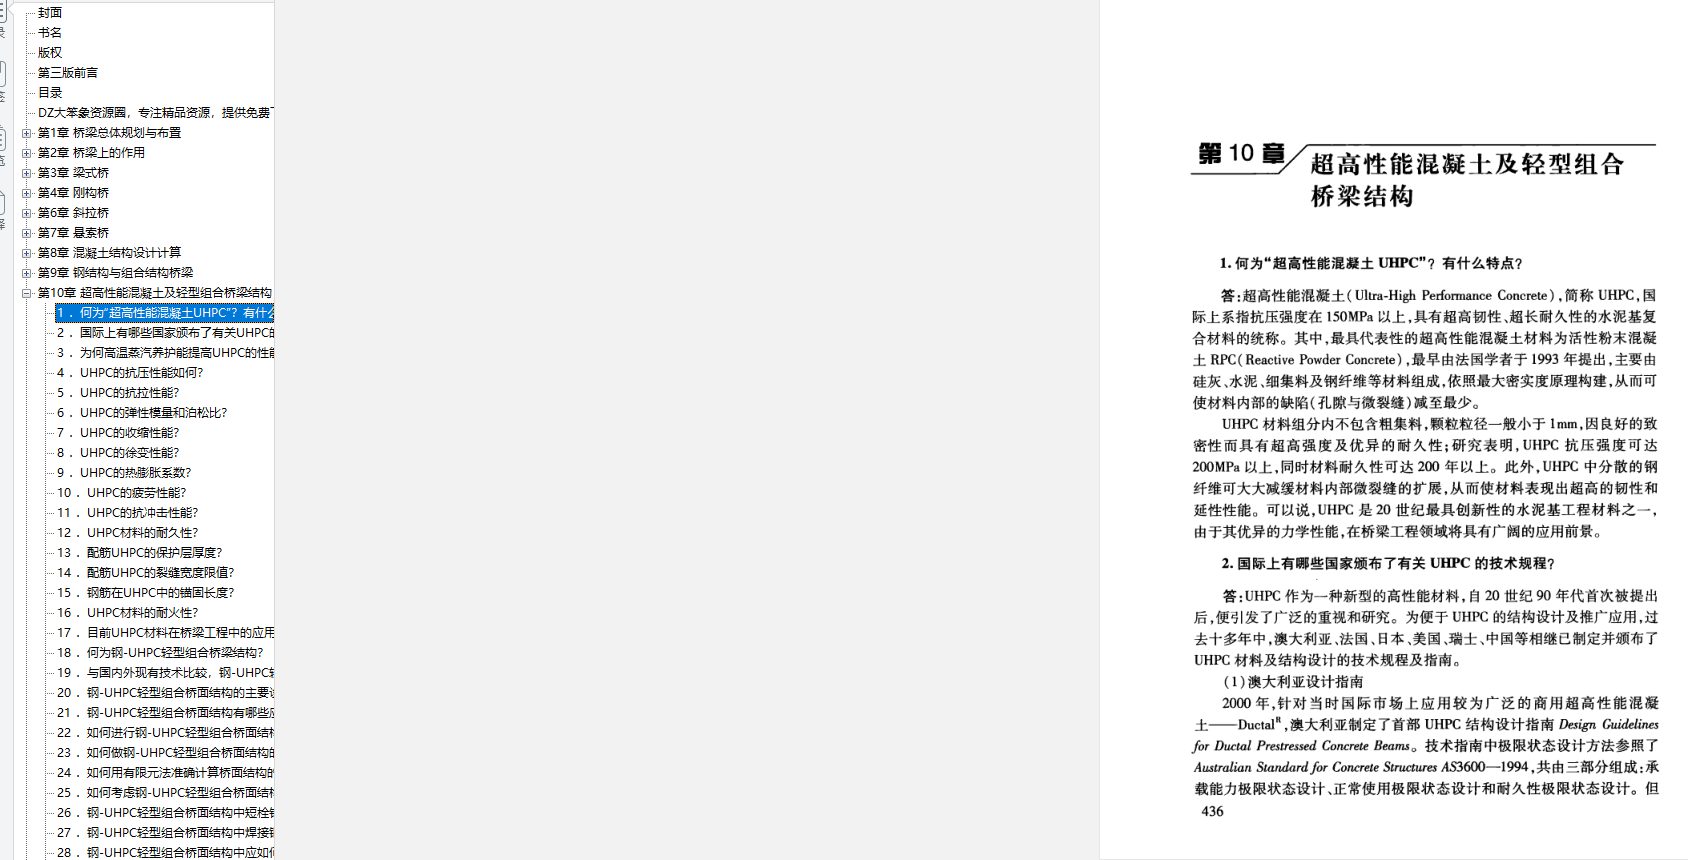 封面
书名
版权
第三版前言
目录
DZ大笨象资源圈，专注精品资源，提供免费下
第1章 桥梁总体规划与布置
第2章 桥梁上的作用
第3章 梁式桥
第4章 刚构桥
第6章 斜拉桥
第7章 悬索桥
第8章 混凝土结构设计计算
第9章 钢结构与组合结构桥梁
第10章 超高性能混凝土及轻型组合桥梁结构
1．何为“超高性能混凝土UHPC”？有什么
2．国际上有哪些国家颁布了有关UHPC的
3．为何高温蒸汽养护能提高UHPC的性能
4．UHPC的抗压性能如何?
5．UHPC的抗拉性能?
6．UHPC的弹性模量和泊松比?
7．UHPC的收缩性能?
8．UHPC的徐变性能?
9．UHPC的热膨胀系数?
10．UHPC的疲劳性能?
11．UHPC的抗冲击性能?
12．UHPC材料的耐久性?
13．配筋UHPC的保护层厚度?
14．配筋UHPC的裂缝宽度限值?
15．钢筋在UHPC中的锚固长度?
16．UHPC材料的耐火性?
17．目前UHPC材料在桥梁工程中的应用
18．何为钢-UHPC轻型组合桥梁结构?
19．与国内外现有技术比较，钢-UHPC轻
20．钢-UHPC轻型组合桥面结构的主要设
21．钢-UHPC轻型组合桥面结构有哪些应
22．如何进行钢-UHPC轻型组合桥面结构
23．如何做钢-UHPC轻型组合桥面结构的
24．如何用有限元法准确计算桥面结构的
25．如何考虑钢-UHPC轻型组合桥面结构
26．钢-UHPC轻型组合桥面结构中短栓钉
27．钢-UHPC轻型组合桥面结构中焊接钢
28．钢-UHPC轻型组合桥面结构中应如何
第 10 章
超高性能混凝土及轻型组合
桥梁结构
1. 何为“超高性能混凝土 UHPC”？有什么特点？
答：超高性能混凝土（Ultra-High Performance Concrete），简称 UHPC，国
际上系指抗压强度在 150MPa 以上，具有超高韧性、超长耐久性的水泥基复
合材料的统称。其中，最具代表性的超高性能混凝土材料为活性粉末混凝
土 RPC（Reactive Powder Concrete），最早由法国学者于 1993 年提出，主要由
硅灰、水泥、细集料及钢纤维等材料组成，依照最大密实度原理构建，从而可
使材料内部的缺陷（孔隙与微裂缝）减至最少。
UHPC 材料组分内不包含粗集料，颗粒粒径一般小于 1mm，因良好的致
密性而具有超高强度及优异的耐久性；研究表明，UHPC 抗压强度可达
200MPa 以上，同时材料耐久性可达 200 年以上。此外，UHPC 中分散的钢
纤维可大大减缓材料内部微裂缝的扩展，从而使材料表现出超高的韧性和
延性性能。可以说，UHPC 是 20 世纪最具创新性的水泥基工程材料之一，
由于其优异的力学性能，在桥梁工程领域将具有广阔的应用前景。
2. 国际上有哪些国家颁布了有关 UHPC 的技术规程？
答：UHPC 作为一种新型的高性能材料，自 20 世纪 90 年代首次被提出
后，便引发了广泛的重视和研究。为便于 UHPC 的结构设计及推广应用，过
去十多年中，澳大利亚、法国、日本、美国、瑞士、中国等相继已制定并颁布了
UHPC 材料及结构设计的技术规程及指南。
（1）澳大利亚设计指南
2000 年，针对当时国际市场上应用较为广泛的商用超高性能混凝
土——Ductalᴿ，澳大利亚制定了首部 UHPC 结构设计指南 Design Guidelines
for Ductal Prestressed Concrete Beams。技术指南中极限状态设计方法参照了
Australian Standard for Concrete Structures AS3600—1994，共由三部分组成：承
载能力极限状态设计、正常使用极限状态设计和耐久性极限状态设计。但
436